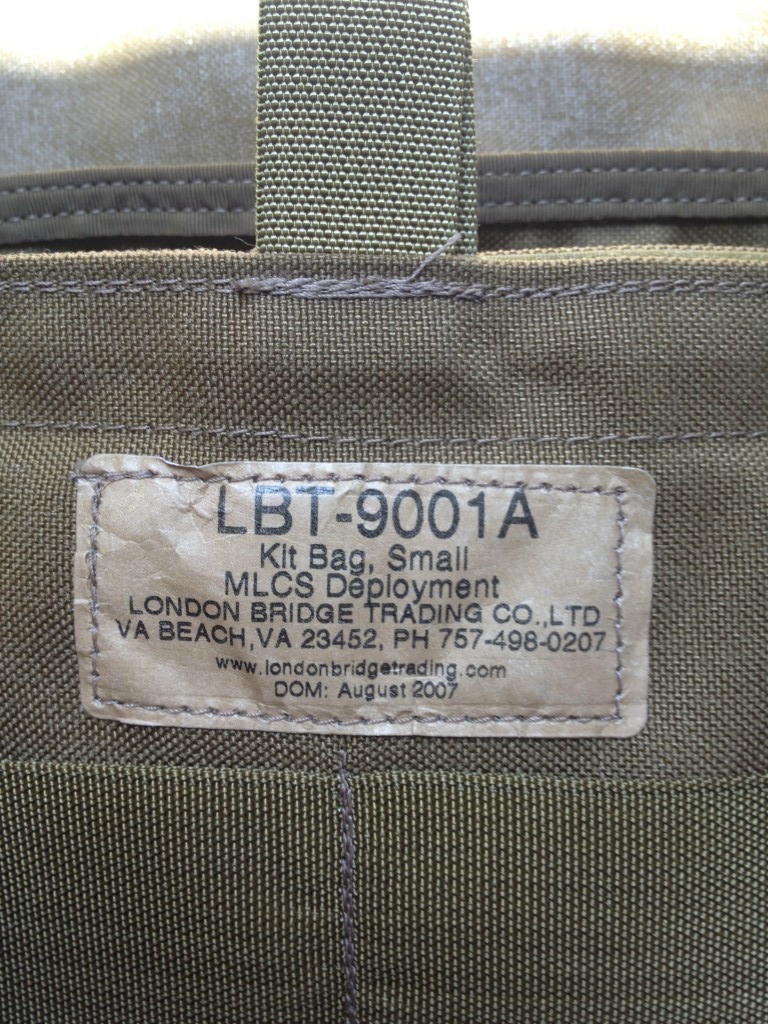 LBT-9001A
Kit Bag, Small
MLCS Deployment
LONDON BRIDGE TRADING CO.,LTD
VA BEACH,VA 23452, PH 757-498-0207
www.londonbridgetrading.com
DOM: August 2007